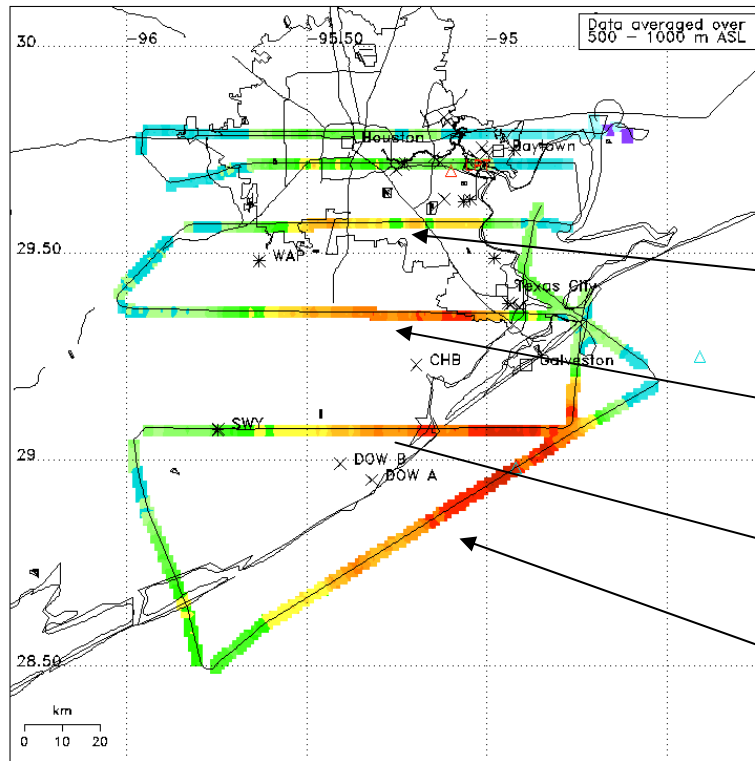 30
-96
-95.50
-95
Data averaged over
500 - 1000 m ASL
Houston
Baytown
29.50
WAP
Texas City
CHB
Galveston
SWY
29
DOW B
DOW A
28.50
km
0 10 20